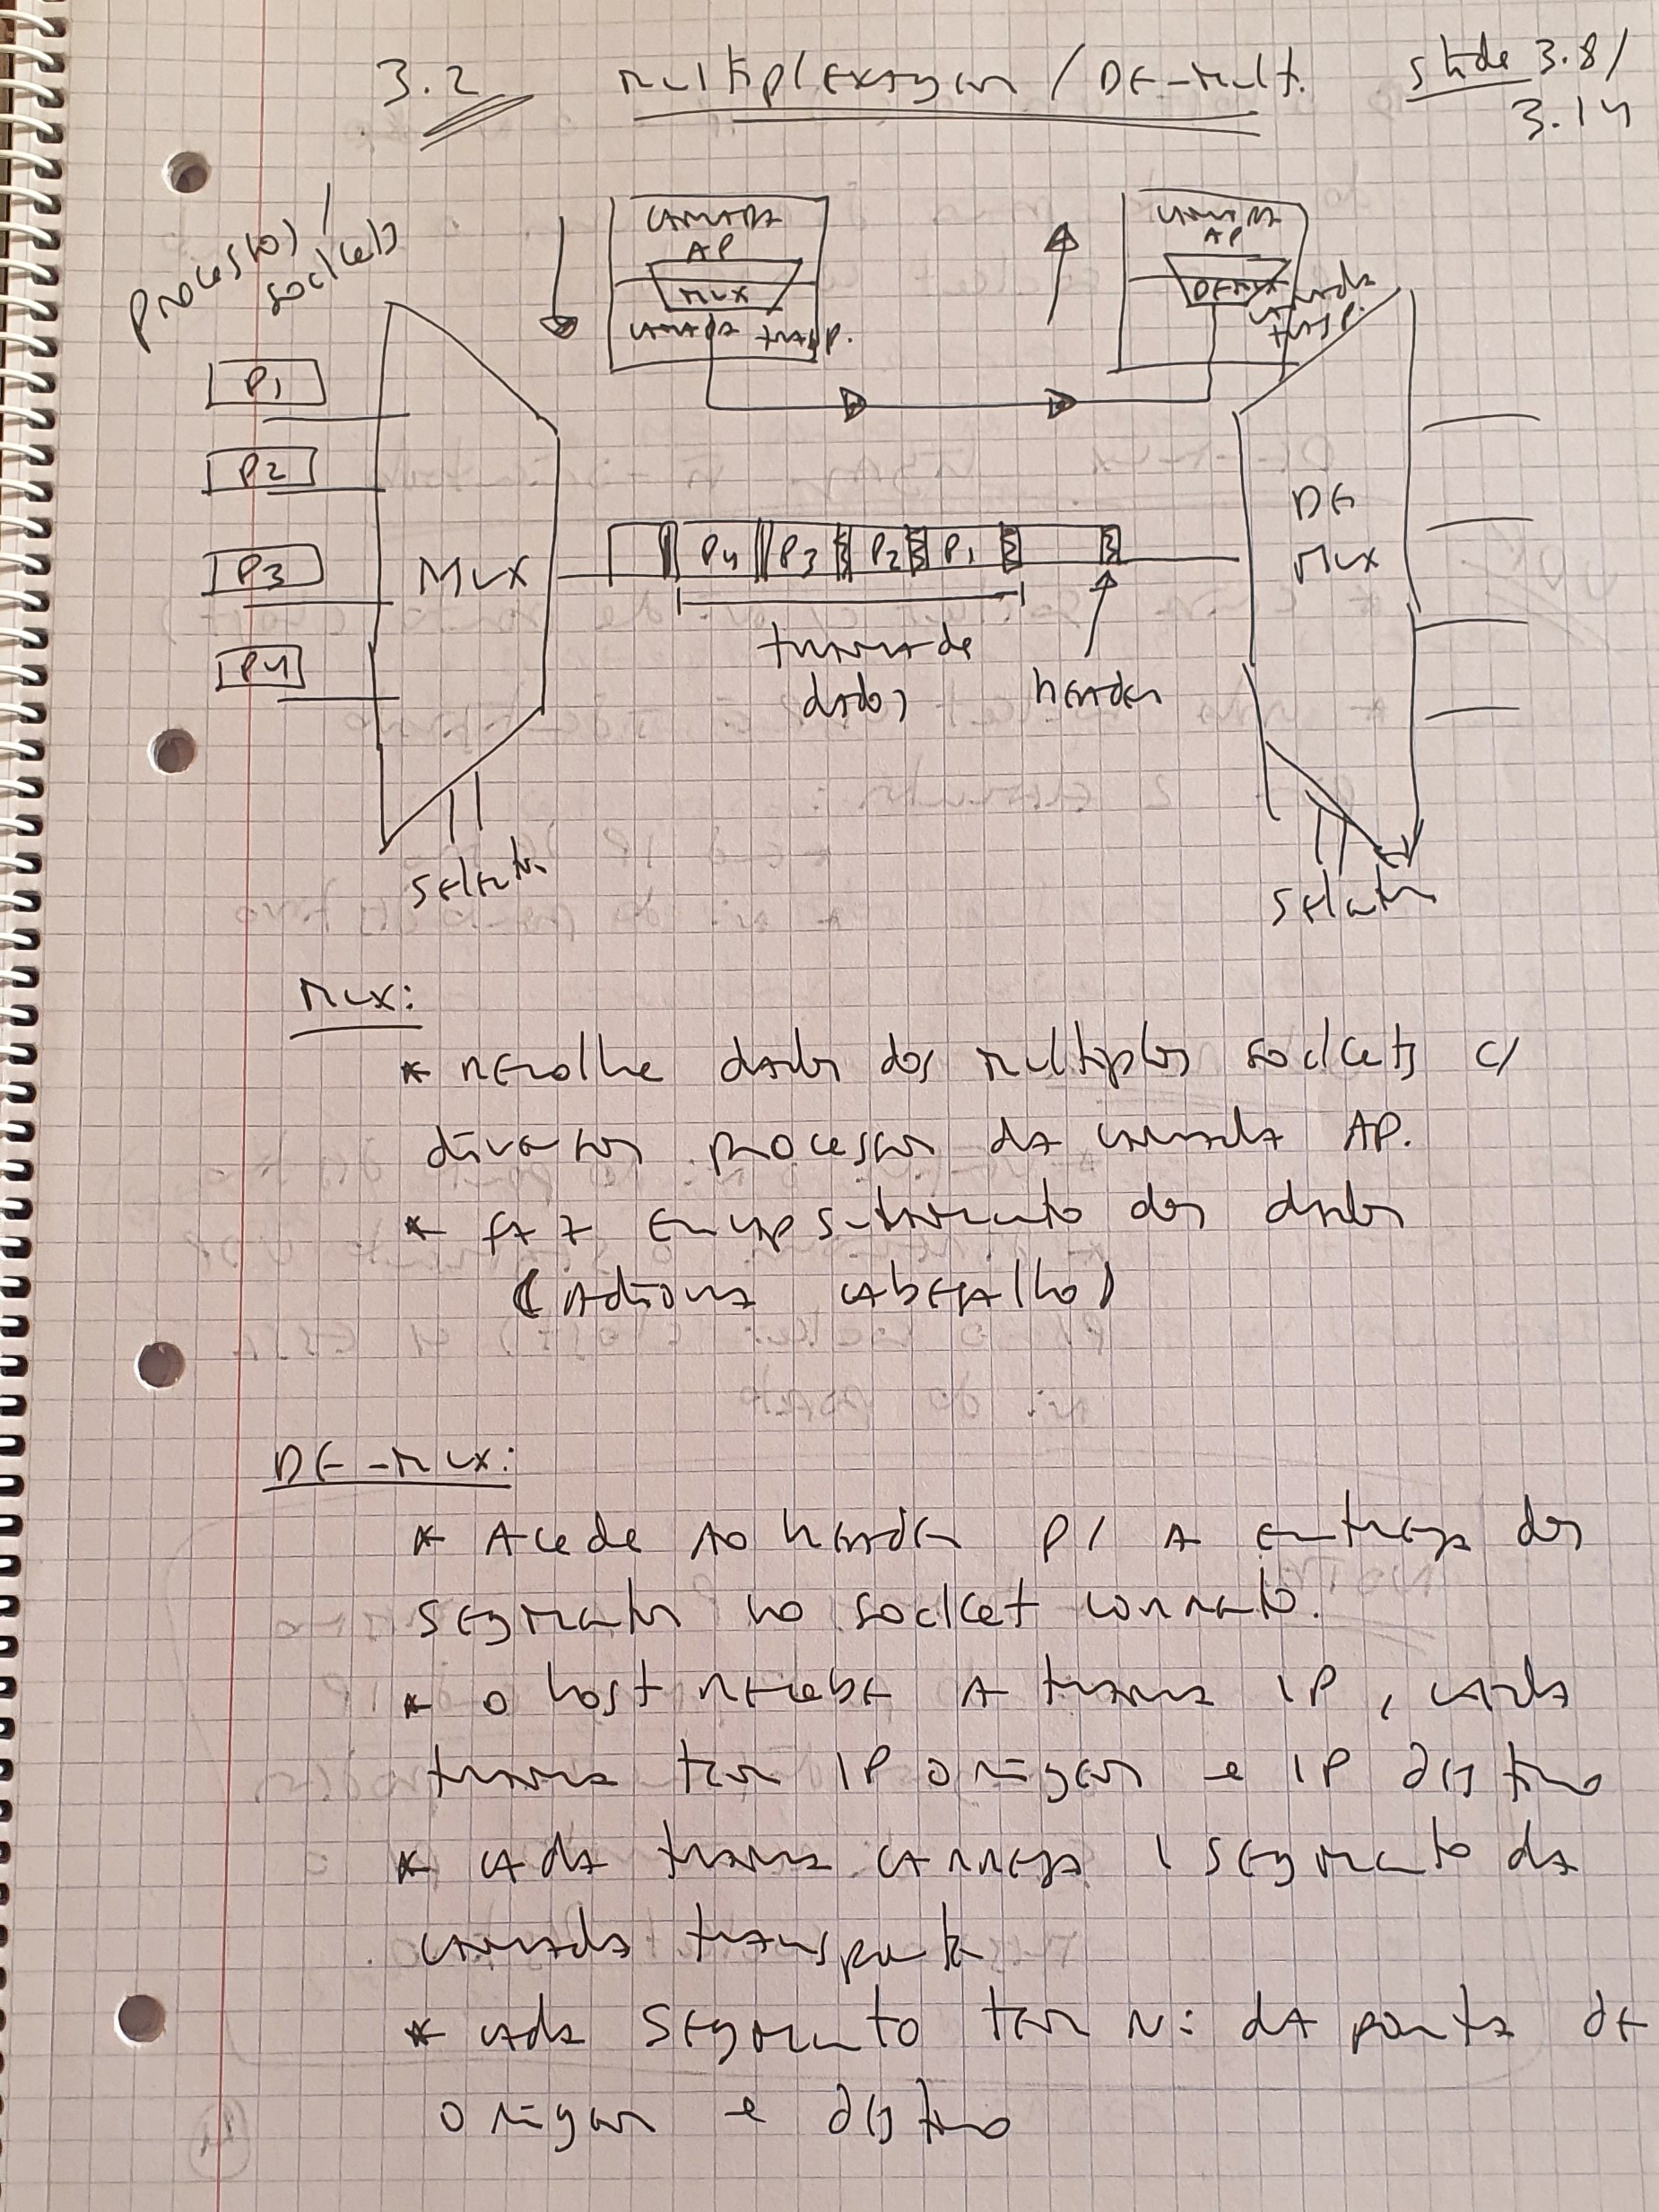 3.2 multiplexagem / DE-mult. slide 3.8/
3.14
processos /
sockets
CAMADA
AP
MUX
CAMADA transp.
CAMADA
AP
DEMUX
camada
transp.
P1
P2
P3
P4
MUX
P4 P3 P2 P1
DE
MUX
trama de
dados
header
selector
selector
MUX:
* recolhe dados dos multiplos sockets c/
diversos processos da camada AP.
* faz encapsulamento dos dados
(adiciona cabeçalho)
DE-MUX:
* Acede ao header p/ a entrega dos
segmentos no socket correcto.
* o host recebe a trama IP, cada
trama tem IP origem e IP destino
* cada trama carrega 1 segmento da
camada transporte
* cada segmento tem nº da porta de
origem e destino